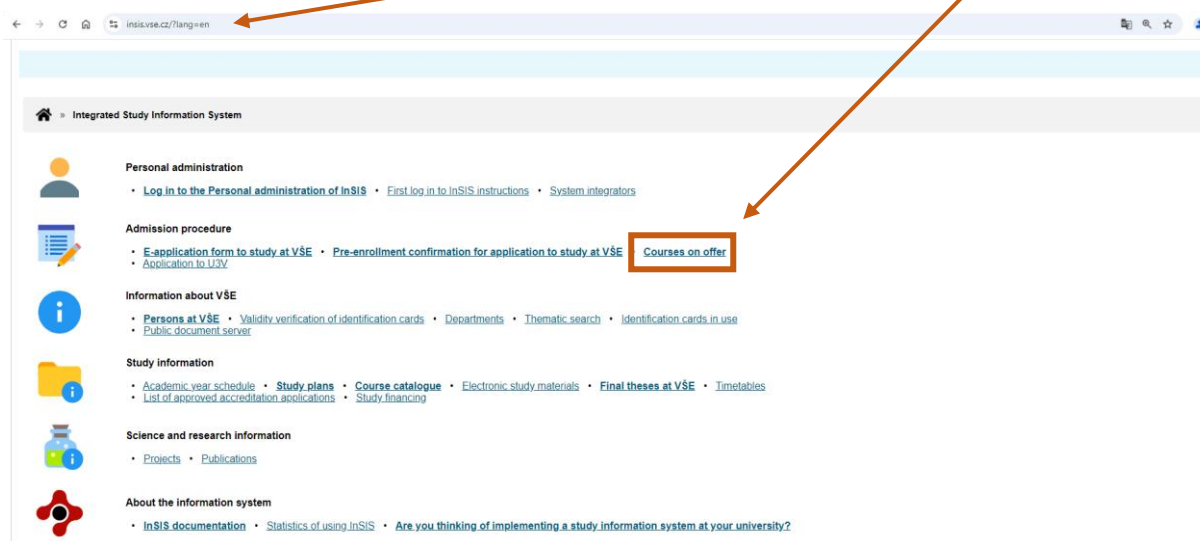 insis.vse.cz/?lang=en
» Integrated Study Information System
Personal administration
• Log in to the Personal administration of InSIS • First log in to InSIS instructions • System integrators
Admission procedure
• E-application form to study at VŠE • Pre-enrollment confirmation for application to study at VŠE • Courses on offer
• Application to U3V
Information about VŠE
• Persons at VŠE • Validity verification of identification cards • Departments • Thematic search • Identification cards in use
• Public document server
Study information
• Academic year schedule • Study plans • Course catalogue • Electronic study materials • Final theses at VŠE • Timetables
• List of approved accreditation applications • Study financing
Science and research information
• Projects • Publications
About the information system
• InSIS documentation • Statistics of using InSIS • Are you thinking of implementing a study information system at your university?